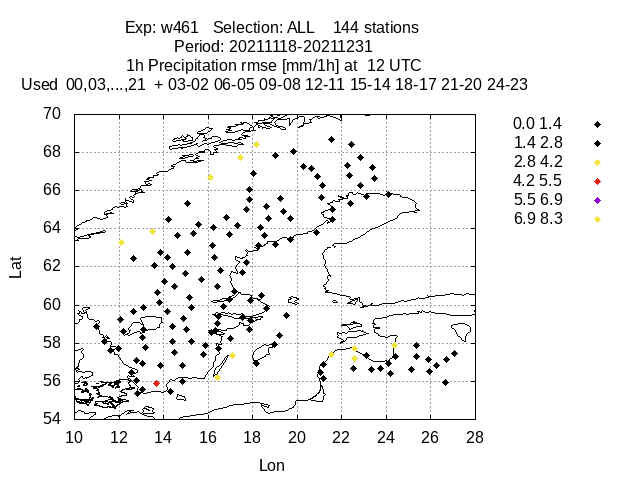 Exp: w461 Selection: ALL 144 stations
Period: 20211118-20211231
1h Precipitation rmse [mm/1h] at 12 UTC
Used 00,03,...,21 + 03-02 06-05 09-08 12-11 15-14 18-17 21-20 24-23
70
68
66
64
62
60
58
56
54
Lat
10 12 14 16 18 20 22 24 26 28
Lon
0.0 1.4
1.4 2.8
2.8 4.2
4.2 5.5
5.5 6.9
6.9 8.3